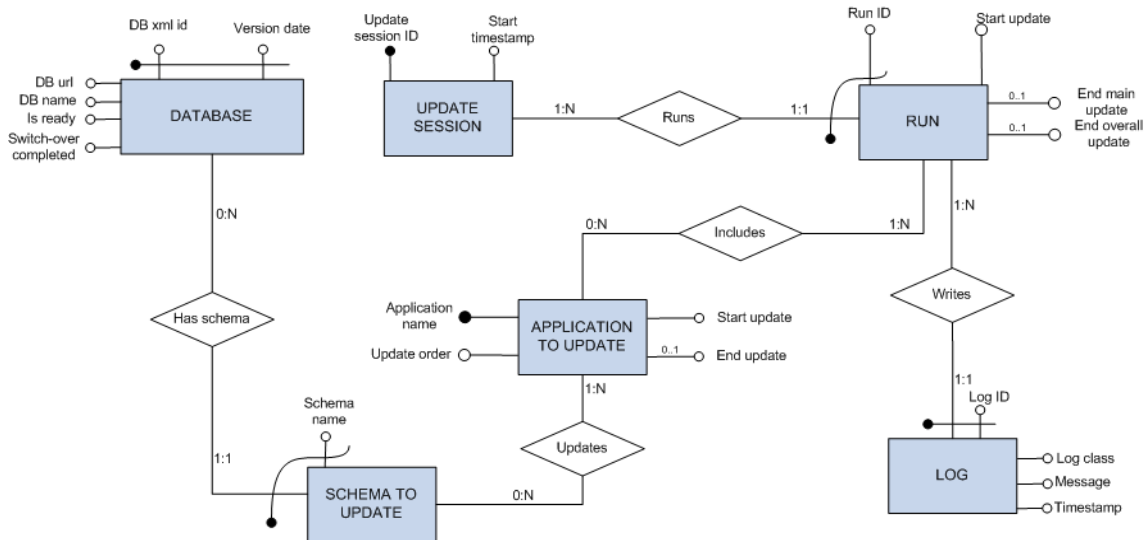 DB xml id
Version date
DB url
DB name
Is ready
Switch-over
completed
DATABASE
Update
session ID
Start
timestamp
UPDATE
SESSION
1:N
Runs
1:1
Run ID
Start update
RUN
0..1
End main
update
0..1
End overall
update
0:N
0:N
Includes
1:N
1:N
Has schema
Application
name
Update order
APPLICATION
TO UPDATE
Start update
0..1
End update
Writes
1:N
1:1
Log ID
Schema
name
Updates
1:1
SCHEMA TO
UPDATE
0:N
LOG
Log class
Message
Timestamp